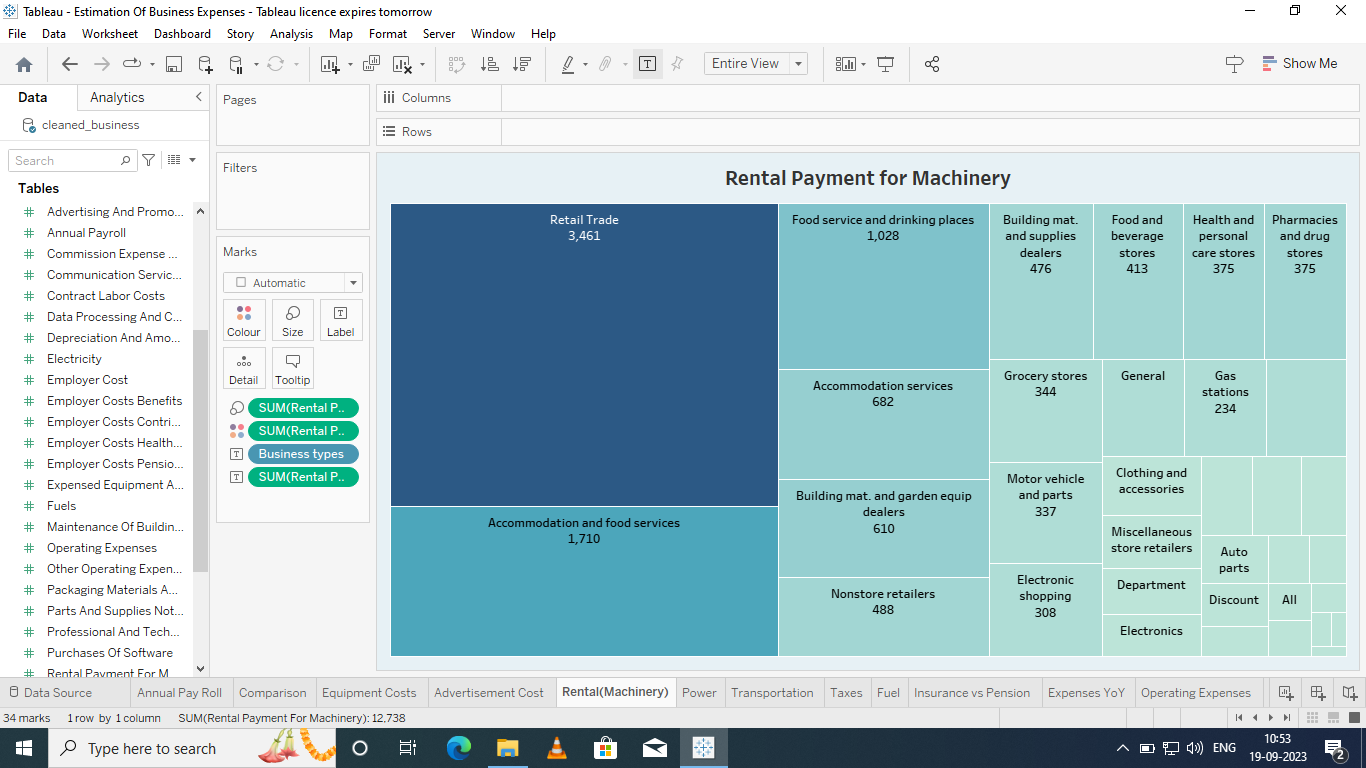 Tableau - Estimation Of Business Expenses - Tableau licence expires tomorrow
File Data Worksheet Dashboard Story Analysis Map Format Server Window Help
Entire View
Show Me
Data Analytics
cleaned_business
Search
Tables
Advertising And Promo...
Annual Payroll
Commission Expense ...
Communication Servic...
Contract Labor Costs
Data Processing And C...
Depreciation And Amo...
Electricity
Employer Cost
Employer Costs Benefits
Employer Costs Contri...
Employer Costs Health...
Employer Costs Pensio...
Expensed Equipment A...
Fuels
Maintenance Of Buildin...
Operating Expenses
Other Operating Expen...
Packaging Materials A...
Parts And Supplies Not...
Professional And Tech...
Purchases Of Software
Rental Payment For M...
Pages
Filters
Marks
Automatic
Colour Size Label
Detail Tooltip
SUM(Rental P..
SUM(Rental P..
Business types
SUM(Rental P..
Columns
Rows
Rental Payment for Machinery
Retail Trade
3,461
Accommodation and food services
1,710
Food service and drinking places
1,028
Accommodation services
682
Building mat. and garden equip
dealers
610
Nonstore retailers
488
Building mat.
and supplies
dealers
476
Food and
beverage
stores
413
Health and
personal
care stores
375
Pharmacies
and drug
stores
375
Grocery stores
344
General
Gas
stations
234
Motor vehicle
and parts
337
Electronic
shopping
308
Clothing and
accessories
Miscellaneous
store retailers
Department
Electronics
Auto
parts
Discount
All
Data Source Annual Pay Roll Comparison Equipment Costs Advertisement Cost Rental(Machinery) Power Transportation Taxes Fuel Insurance vs Pension Expenses YoY Operating Expenses
34 marks 1 row by 1 column SUM(Rental Payment For Machinery): 12,738
Type here to search
ENG
10:53
19-09-2023
2